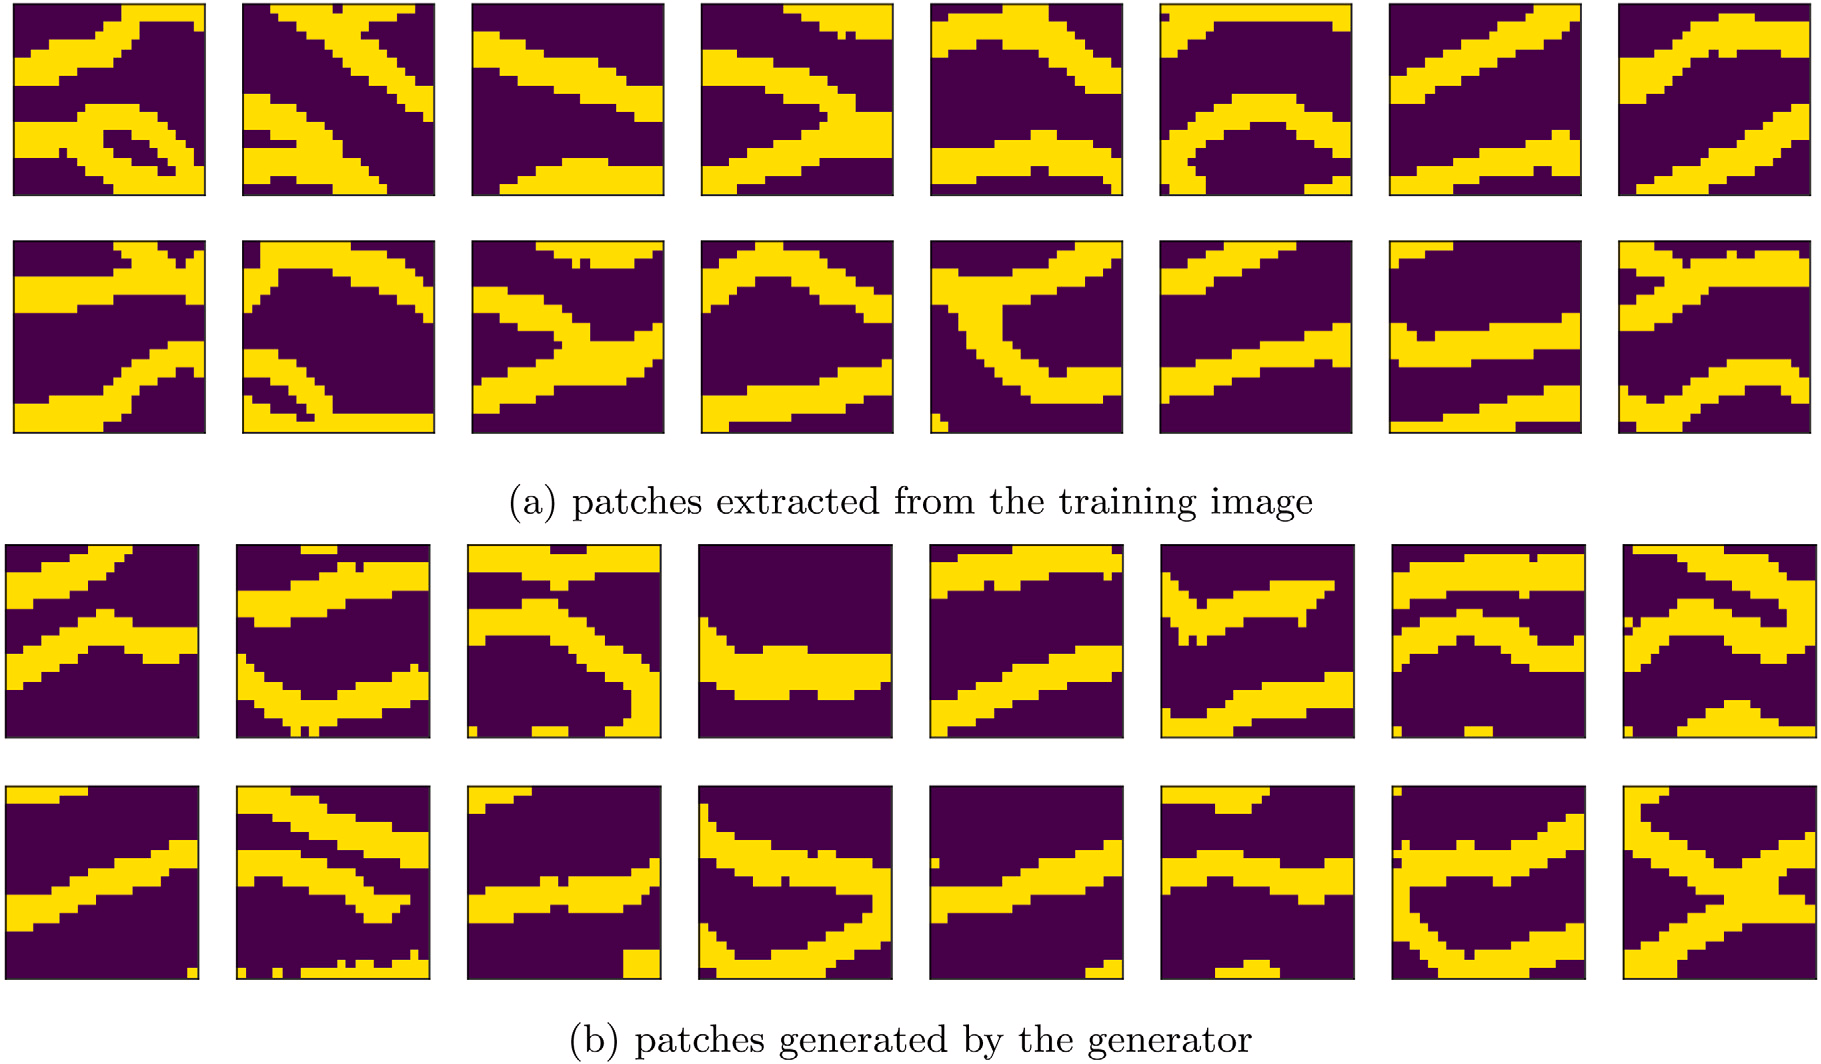 (a) patches extracted from the training image
(b) patches generated by the generator